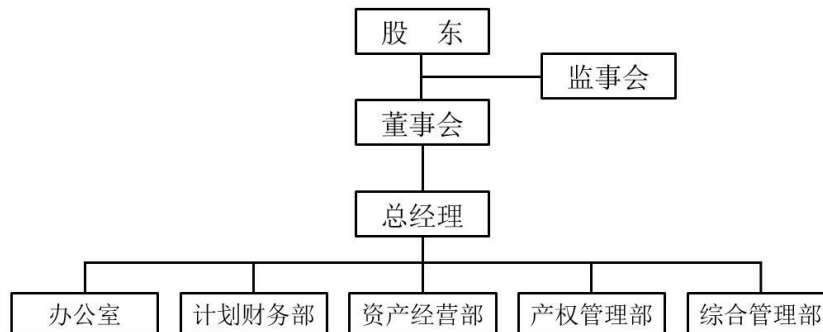 股 东
监事会
董事会
总经理
办公室
计划财务部
资产经营部
产权管理部
综合管理部